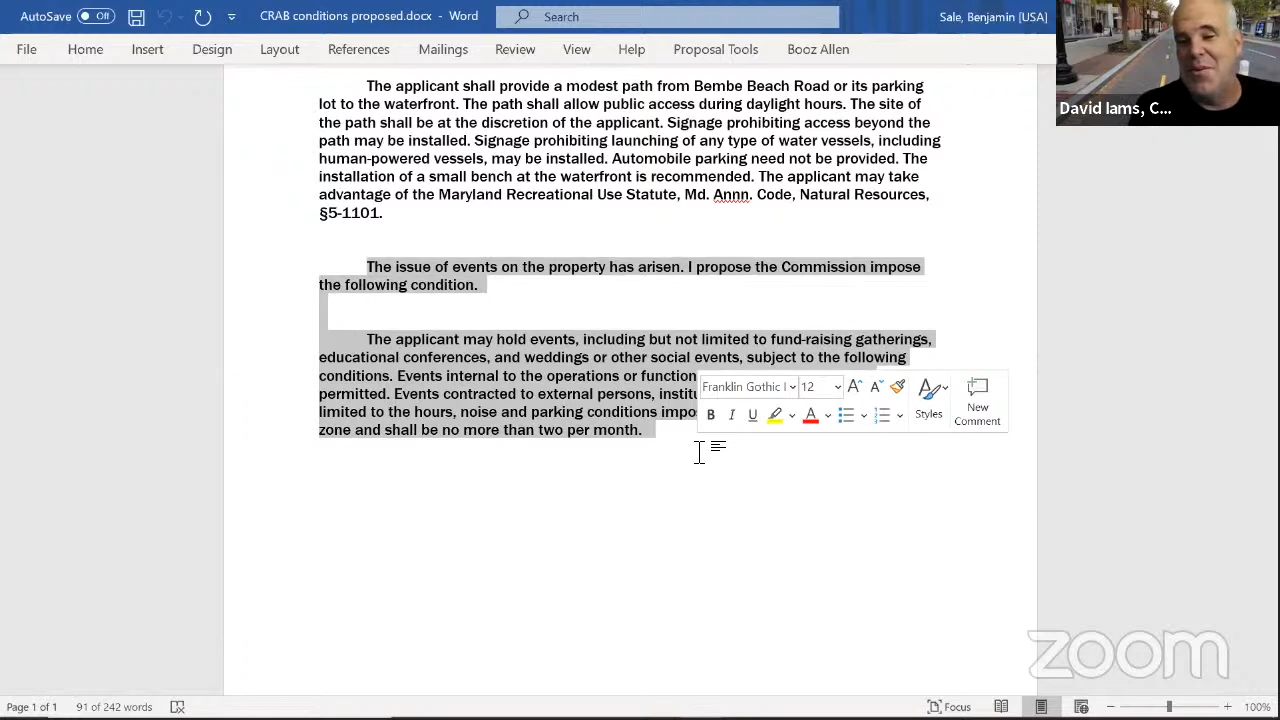 AutoSave Off CRAB conditions proposed.docx - Word Search Sale, Benjamin [USA]
File Home Insert Design Layout References Mailings Review View Help Proposal Tools Booz Allen
David Iams, C...
The applicant shall provide a modest path from Bembe Beach Road or its parking
lot to the waterfront. The path shall allow public access during daylight hours. The site of
the path shall be at the discretion of the applicant. Signage prohibiting access beyond the
path may be installed. Signage prohibiting launching of any type of water vessels, including
human-powered vessels, may be installed. Automobile parking need not be provided. The
installation of a small bench at the waterfront is recommended. The applicant may take
advantage of the Maryland Recreational Use Statute, Md. Annn. Code, Natural Resources,
§5-1101.
The issue of events on the property has arisen. I propose the Commission impose
the following condition.
The applicant may hold events, including but not limited to fund-raising gatherings,
educational conferences, and weddings or other social events, subject to the following
conditions. Events internal to the operations or function
permitted. Events contracted to external persons, institu
limited to the hours, noise and parking conditions impo
zone and shall be no more than two per month.
Franklin Gothic 12
B I U A Styles New
Comment
zoom
Page 1 of 1 91 of 242 words Focus 100%